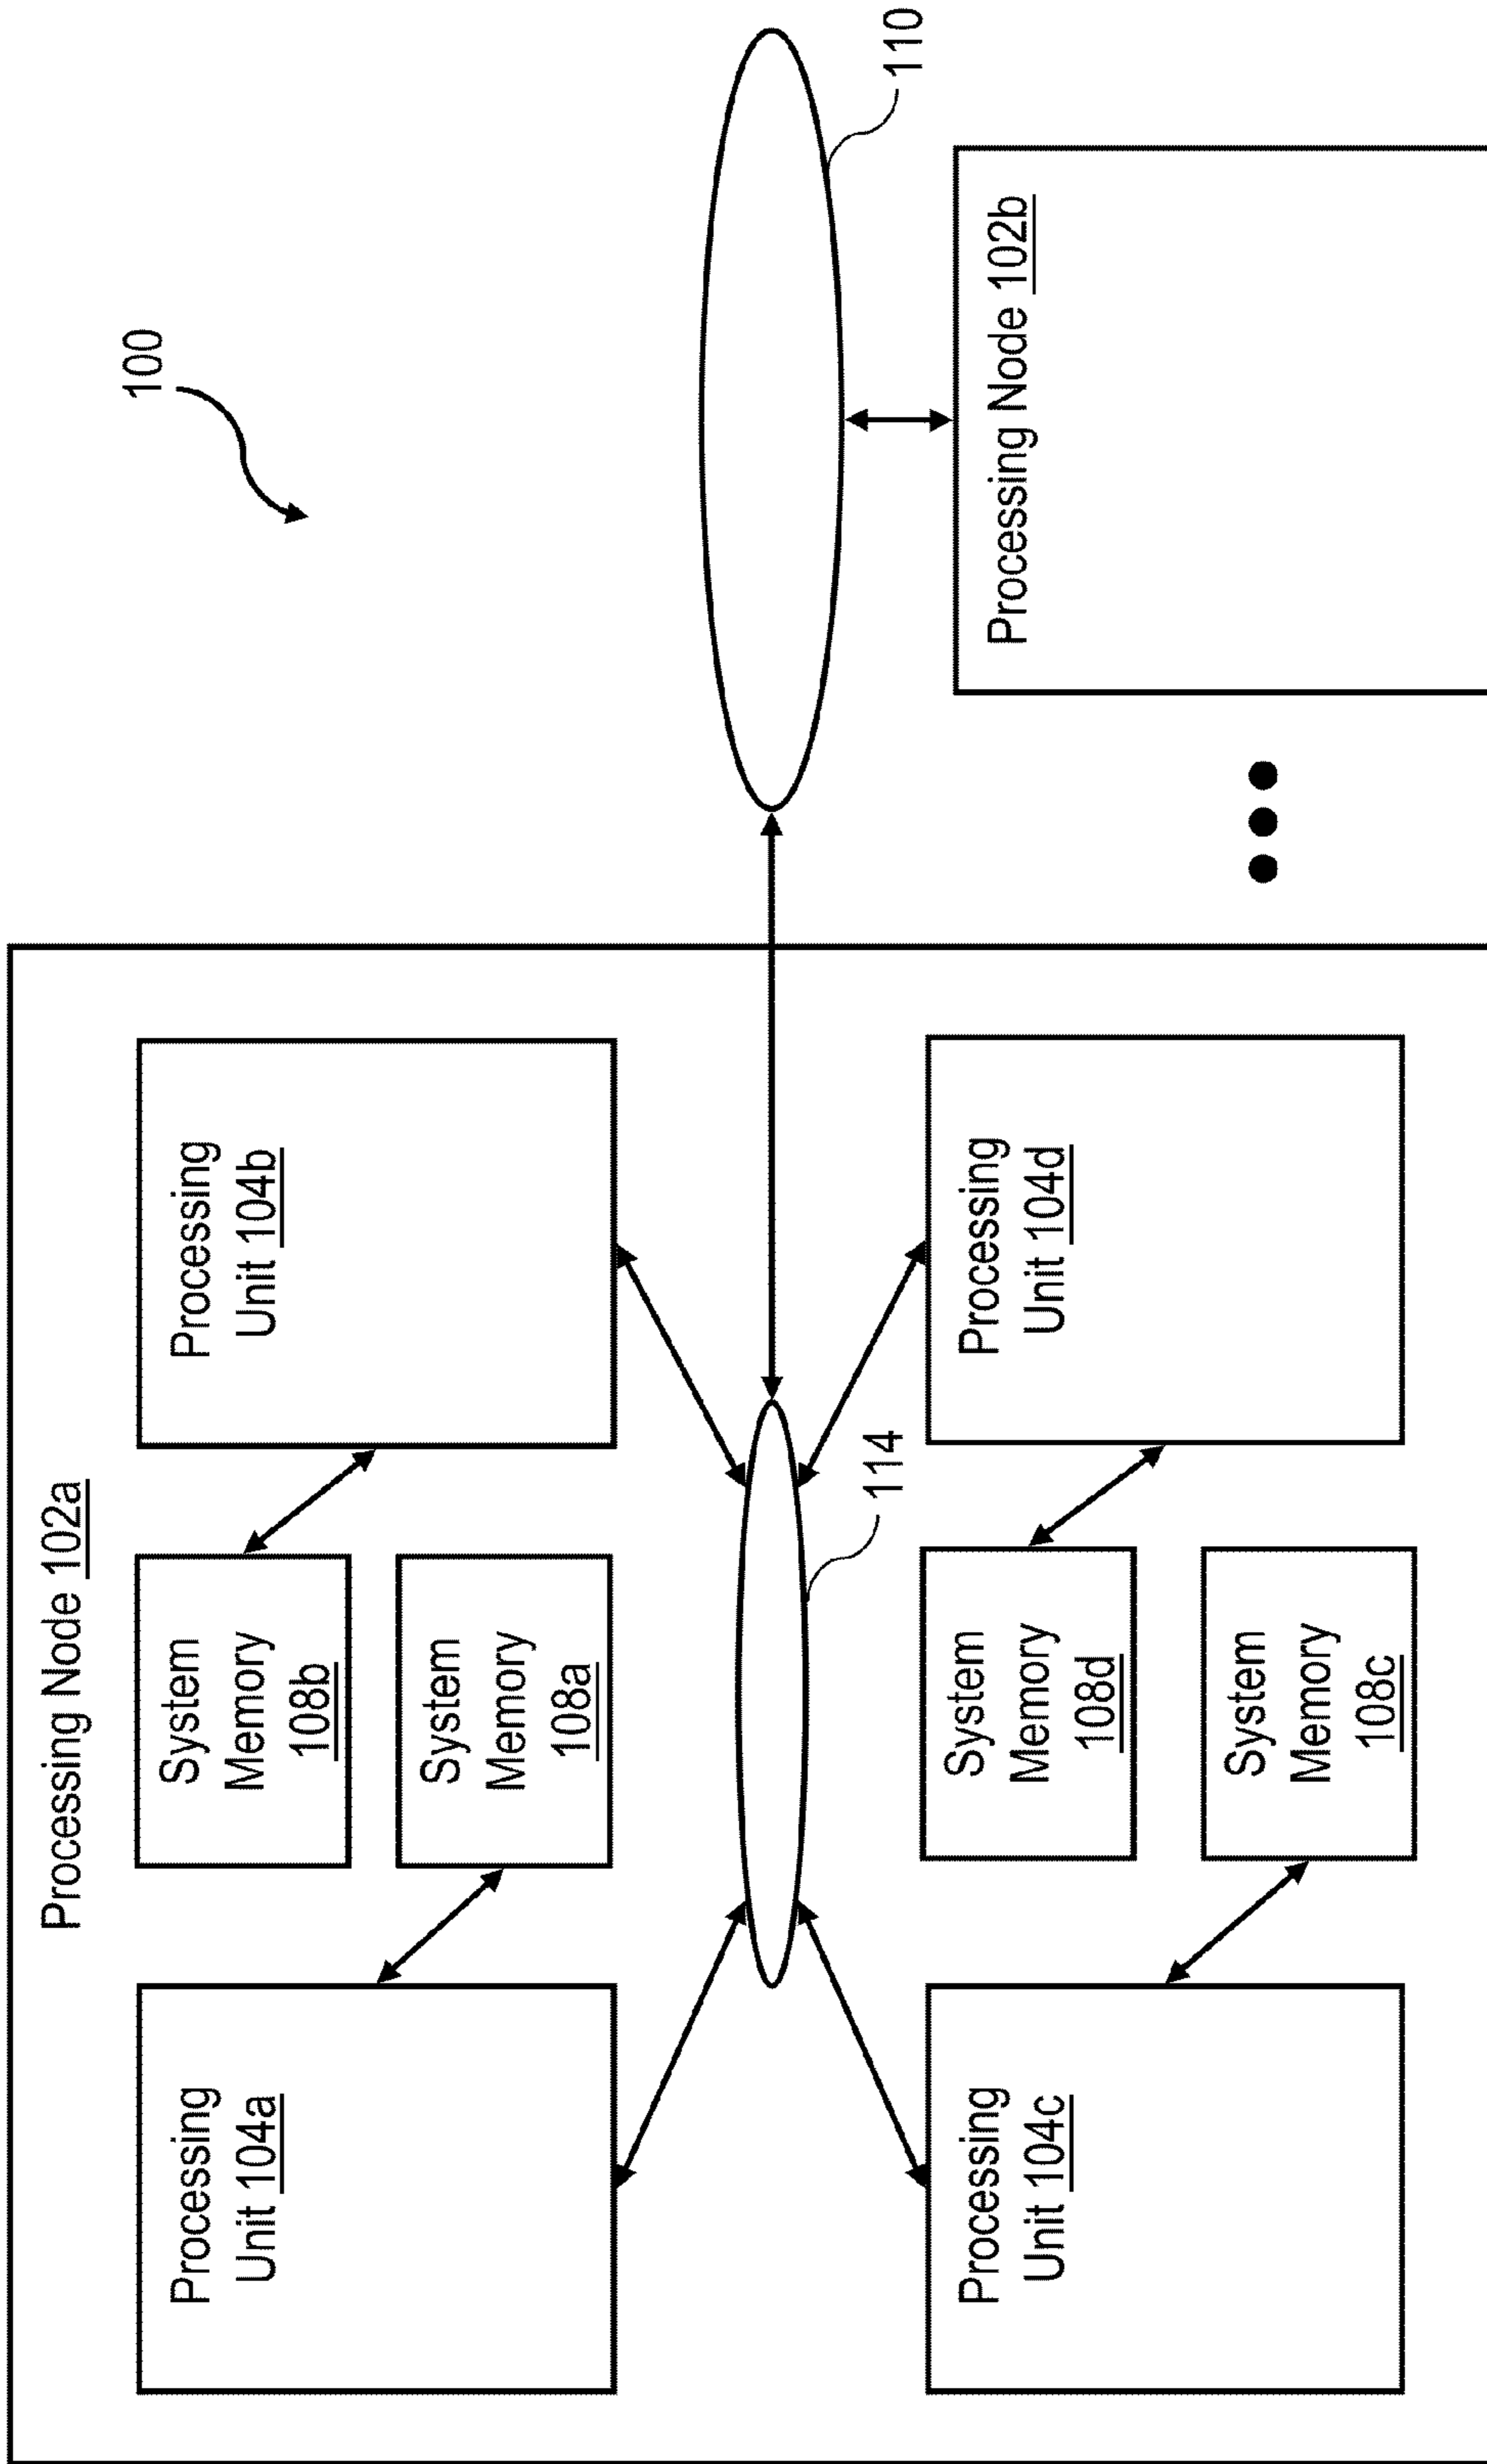 100
Processing Node 102a
Processing
Unit 104a
System
Memory
108b
System
Memory
108a
Processing
Unit 104b
114
110
Processing
Unit 104c
System
Memory
108d
System
Memory
108c
Processing
Unit 104d
Processing Node 102b